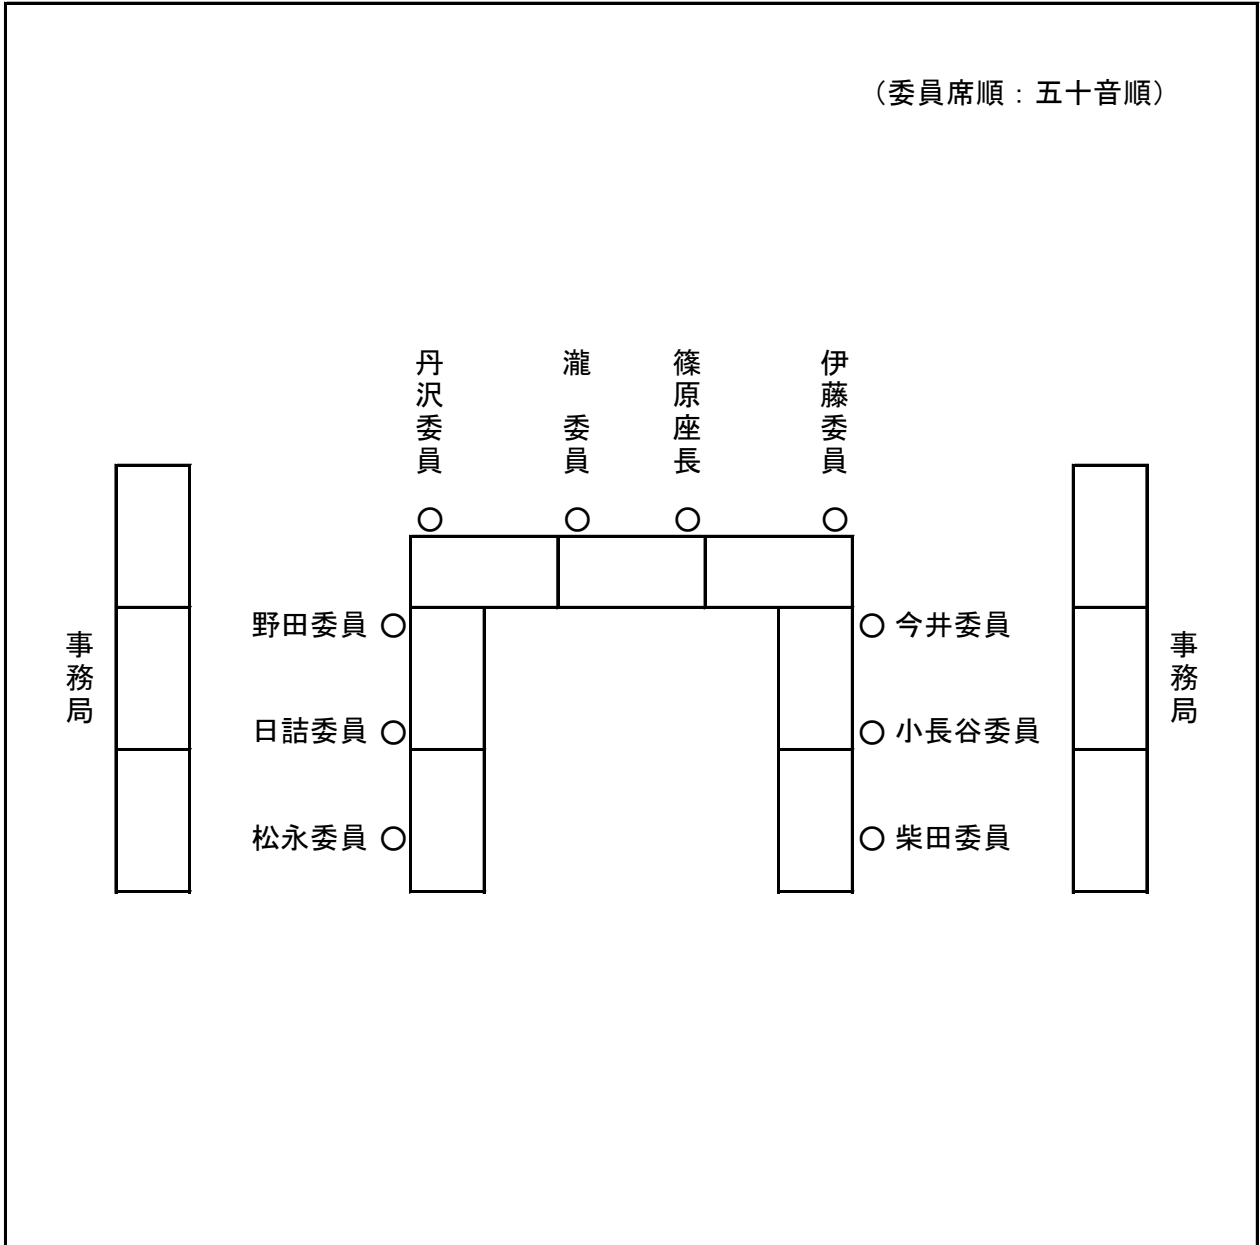 （委員席順：五十音順）
丹沢委員
瀧　委員
篠原座長
伊藤委員
野田委員
今井委員
事務局
事務局
日詰委員
小長谷委員
松永委員
柴田委員